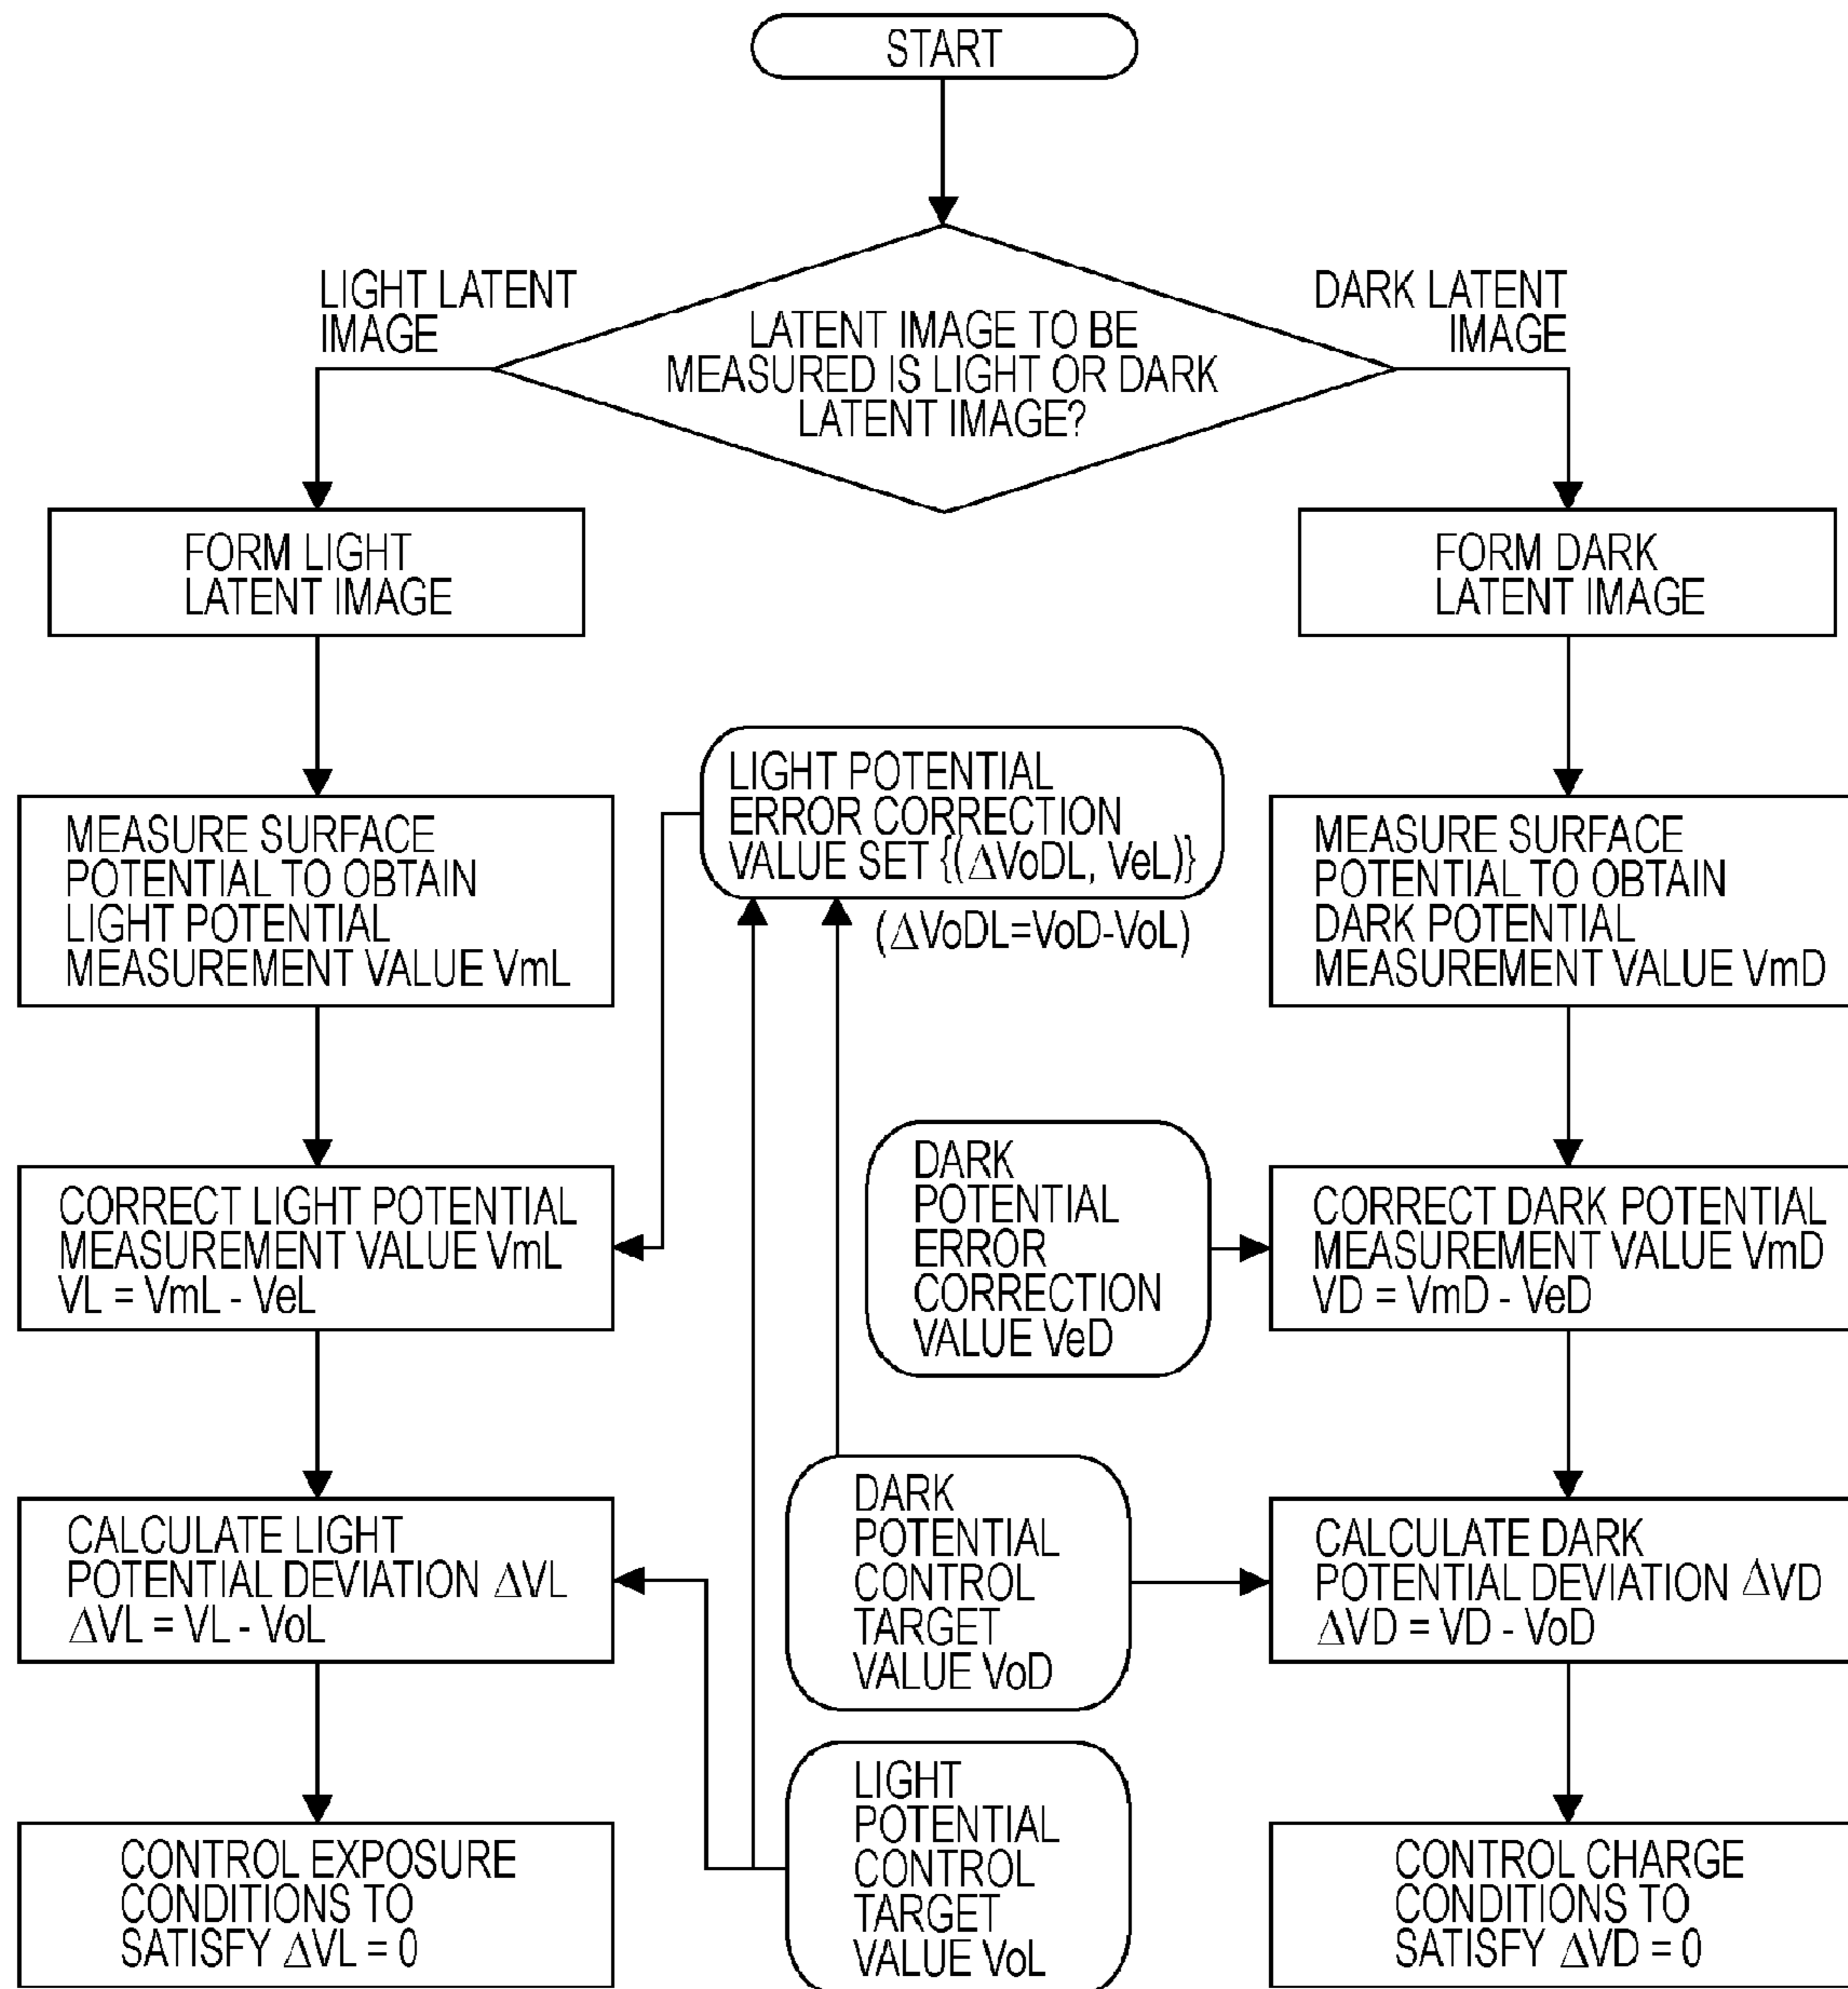 START
LIGHT LATENT
IMAGE
DARK LATENT
IMAGE
LATENT IMAGE TO BE
MEASURED IS LIGHT OR DARK
LATENT IMAGE?
FORM LIGHT
LATENT IMAGE
FORM DARK
LATENT IMAGE
MEASURE SURFACE
POTENTIAL TO OBTAIN
LIGHT POTENTIAL
MEASUREMENT VALUE VmL
LIGHT POTENTIAL
ERROR CORRECTION
VALUE SET {(ΔVoDL, VeL)}
(ΔVoDL=VoD-VoL)
MEASURE SURFACE
POTENTIAL TO OBTAIN
DARK POTENTIAL
MEASUREMENT VALUE VmD
CORRECT LIGHT POTENTIAL
MEASUREMENT VALUE VmL
VL = VmL - VeL
DARK
POTENTIAL
ERROR
CORRECTION
VALUE VeD
CORRECT DARK POTENTIAL
MEASUREMENT VALUE VmD
VD = VmD - VeD
CALCULATE LIGHT
POTENTIAL DEVIATION ΔVL
ΔVL = VL - VoL
DARK
POTENTIAL
CONTROL
TARGET
VALUE VoD
CALCULATE DARK
POTENTIAL DEVIATION ΔVD
ΔVD = VD - VoD
CONTROL EXPOSURE
CONDITIONS TO
SATISFY ΔVL = 0
LIGHT
POTENTIAL
CONTROL
TARGET
VALUE VoL
CONTROL CHARGE
CONDITIONS TO
SATISFY ΔVD = 0